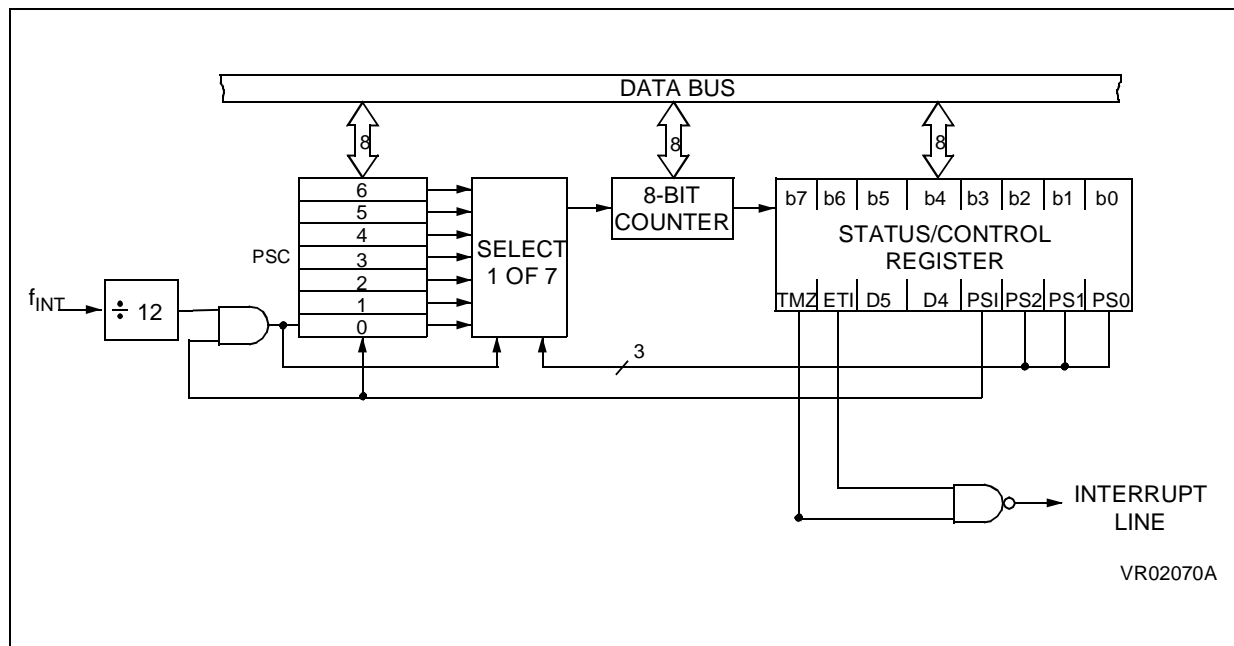 DATA BUS
8
8
8
6
5
4
3
2
1
0
PSC
SELECT
1 OF 7
8-BIT
COUNTER
b7 b6 b5 b4 b3 b2 b1 b0
STATUS/CONTROL
REGISTER
TMZ ETI D5 D4 PSI PS2 PS1 PS0
fINT
÷ 12
3
INTERRUPT
LINE
VR02070A